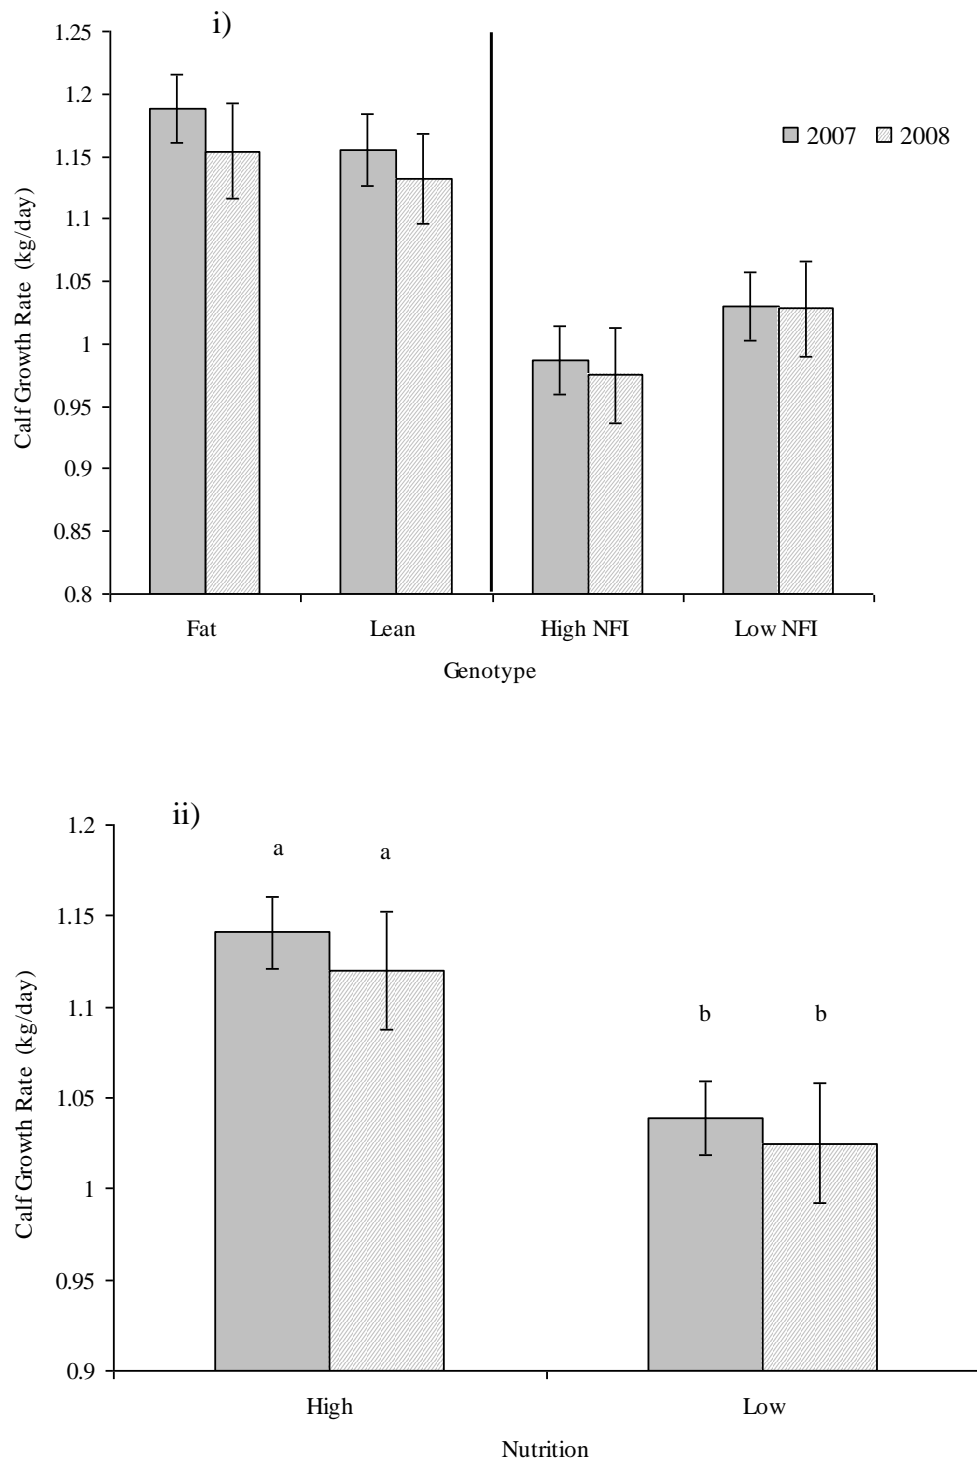 i)
1.25
1.2
1.15
1.1
1.05
1
0.95
0.9
0.85
0.8
Calf Growth Rate (kg/day)
2007 2008
Fat Lean High NFI Low NFI
Genotype
ii)
1.2
1.15
1.1
1.05
1
0.95
0.9
Calf Growth Rate (kg/day)
a a
b b
High Low
Nutrition